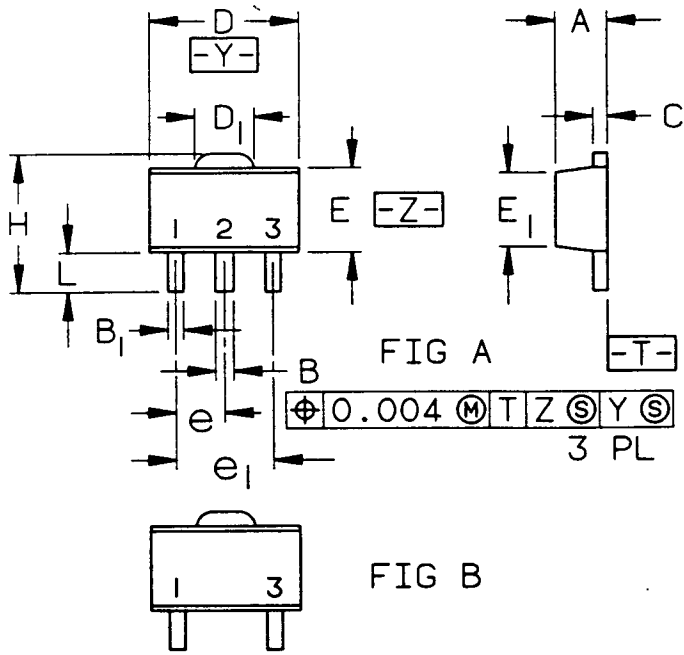 D
-Y-
A
D1
C
H
1 2 3
E
-Z-
E1
L
B1
FIG A
-T-
B
e
⌖ 0.004 Ⓜ T Z Ⓢ Y Ⓢ
3 PL
e1
1 3
FIG B